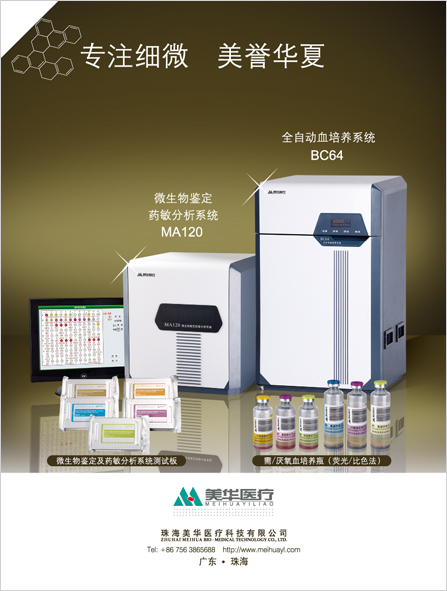 专注细微 美誉华夏
全自动血培养系统
BC64
微生物鉴定
药敏分析系统
MA120
MA120
微生物鉴定及药敏分析系统测试板
需/厌氧血培养瓶（荧光/比色法）
美华医疗
MEIHUAYILIAO
珠海美华医疗科技有限公司
ZHUHAI MEIHUA BIO - MEDICAL TECHNOLOGY CO., LTD.
Tel: +86 756 3865688 http://www.meihuayl.com
广东 · 珠海